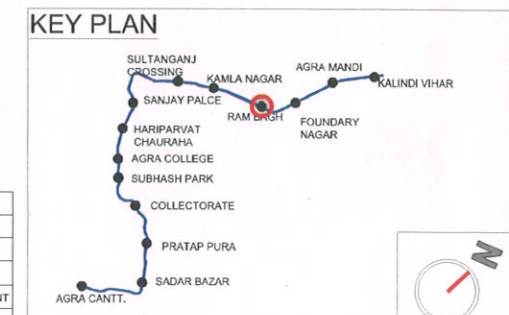 KEY PLAN
SULTANGANJ
CROSSING
KAMLA NAGAR
AGRA MANDI
KALINDI VIHAR
SANJAY PALCE
RAM BAGH
FOUNDARY
NAGAR
HARIPARVAT
CHAURAHA
AGRA COLLEGE
SUBHASH PARK
COLLECTORATE
PRATAP PURA
SADAR BAZAR
AGRA CANTT.
N
NT